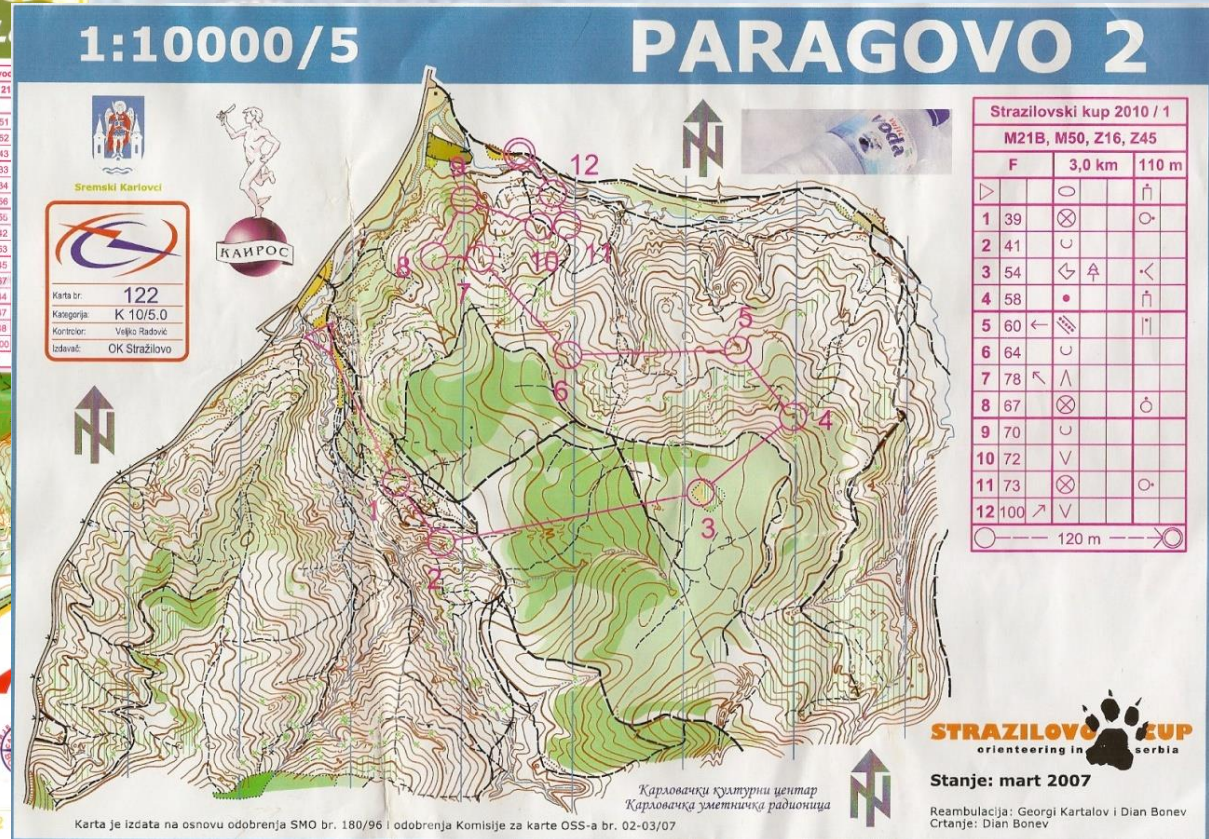 1:10000/5
PARAGOVO 2
Sremski Karlovci
КАИРОС
Karta br: 122
Kategorija: K 10/5.0
Kontrolor: Veljko Radović
Izdavač: OK Stražilovo
voda
Strazilovski kup 2010 / 1
M21B, M50, Z16, Z45
F 3,0 km 110 m
1 39
2 41
3 54
4 58
5 60
6 64
7 78
8 67
9 70
10 72
11 73
12 100
120 m
12
9
8
10
11
7
5
6
4
1
3
2
STRAZILOVO CUP
orienteering in serbia
Stanje: mart 2007
Карловачки културни центар
Карловачка уметничка радионица
Reambulacija: Georgi Kartalov i Dian Bonev
Crtanje: Dian Bonev
Karta je izdata na osnovu odobrenja SMO br. 180/96 i odobrenja Komisije za karte OSS-a br. 02-03/07